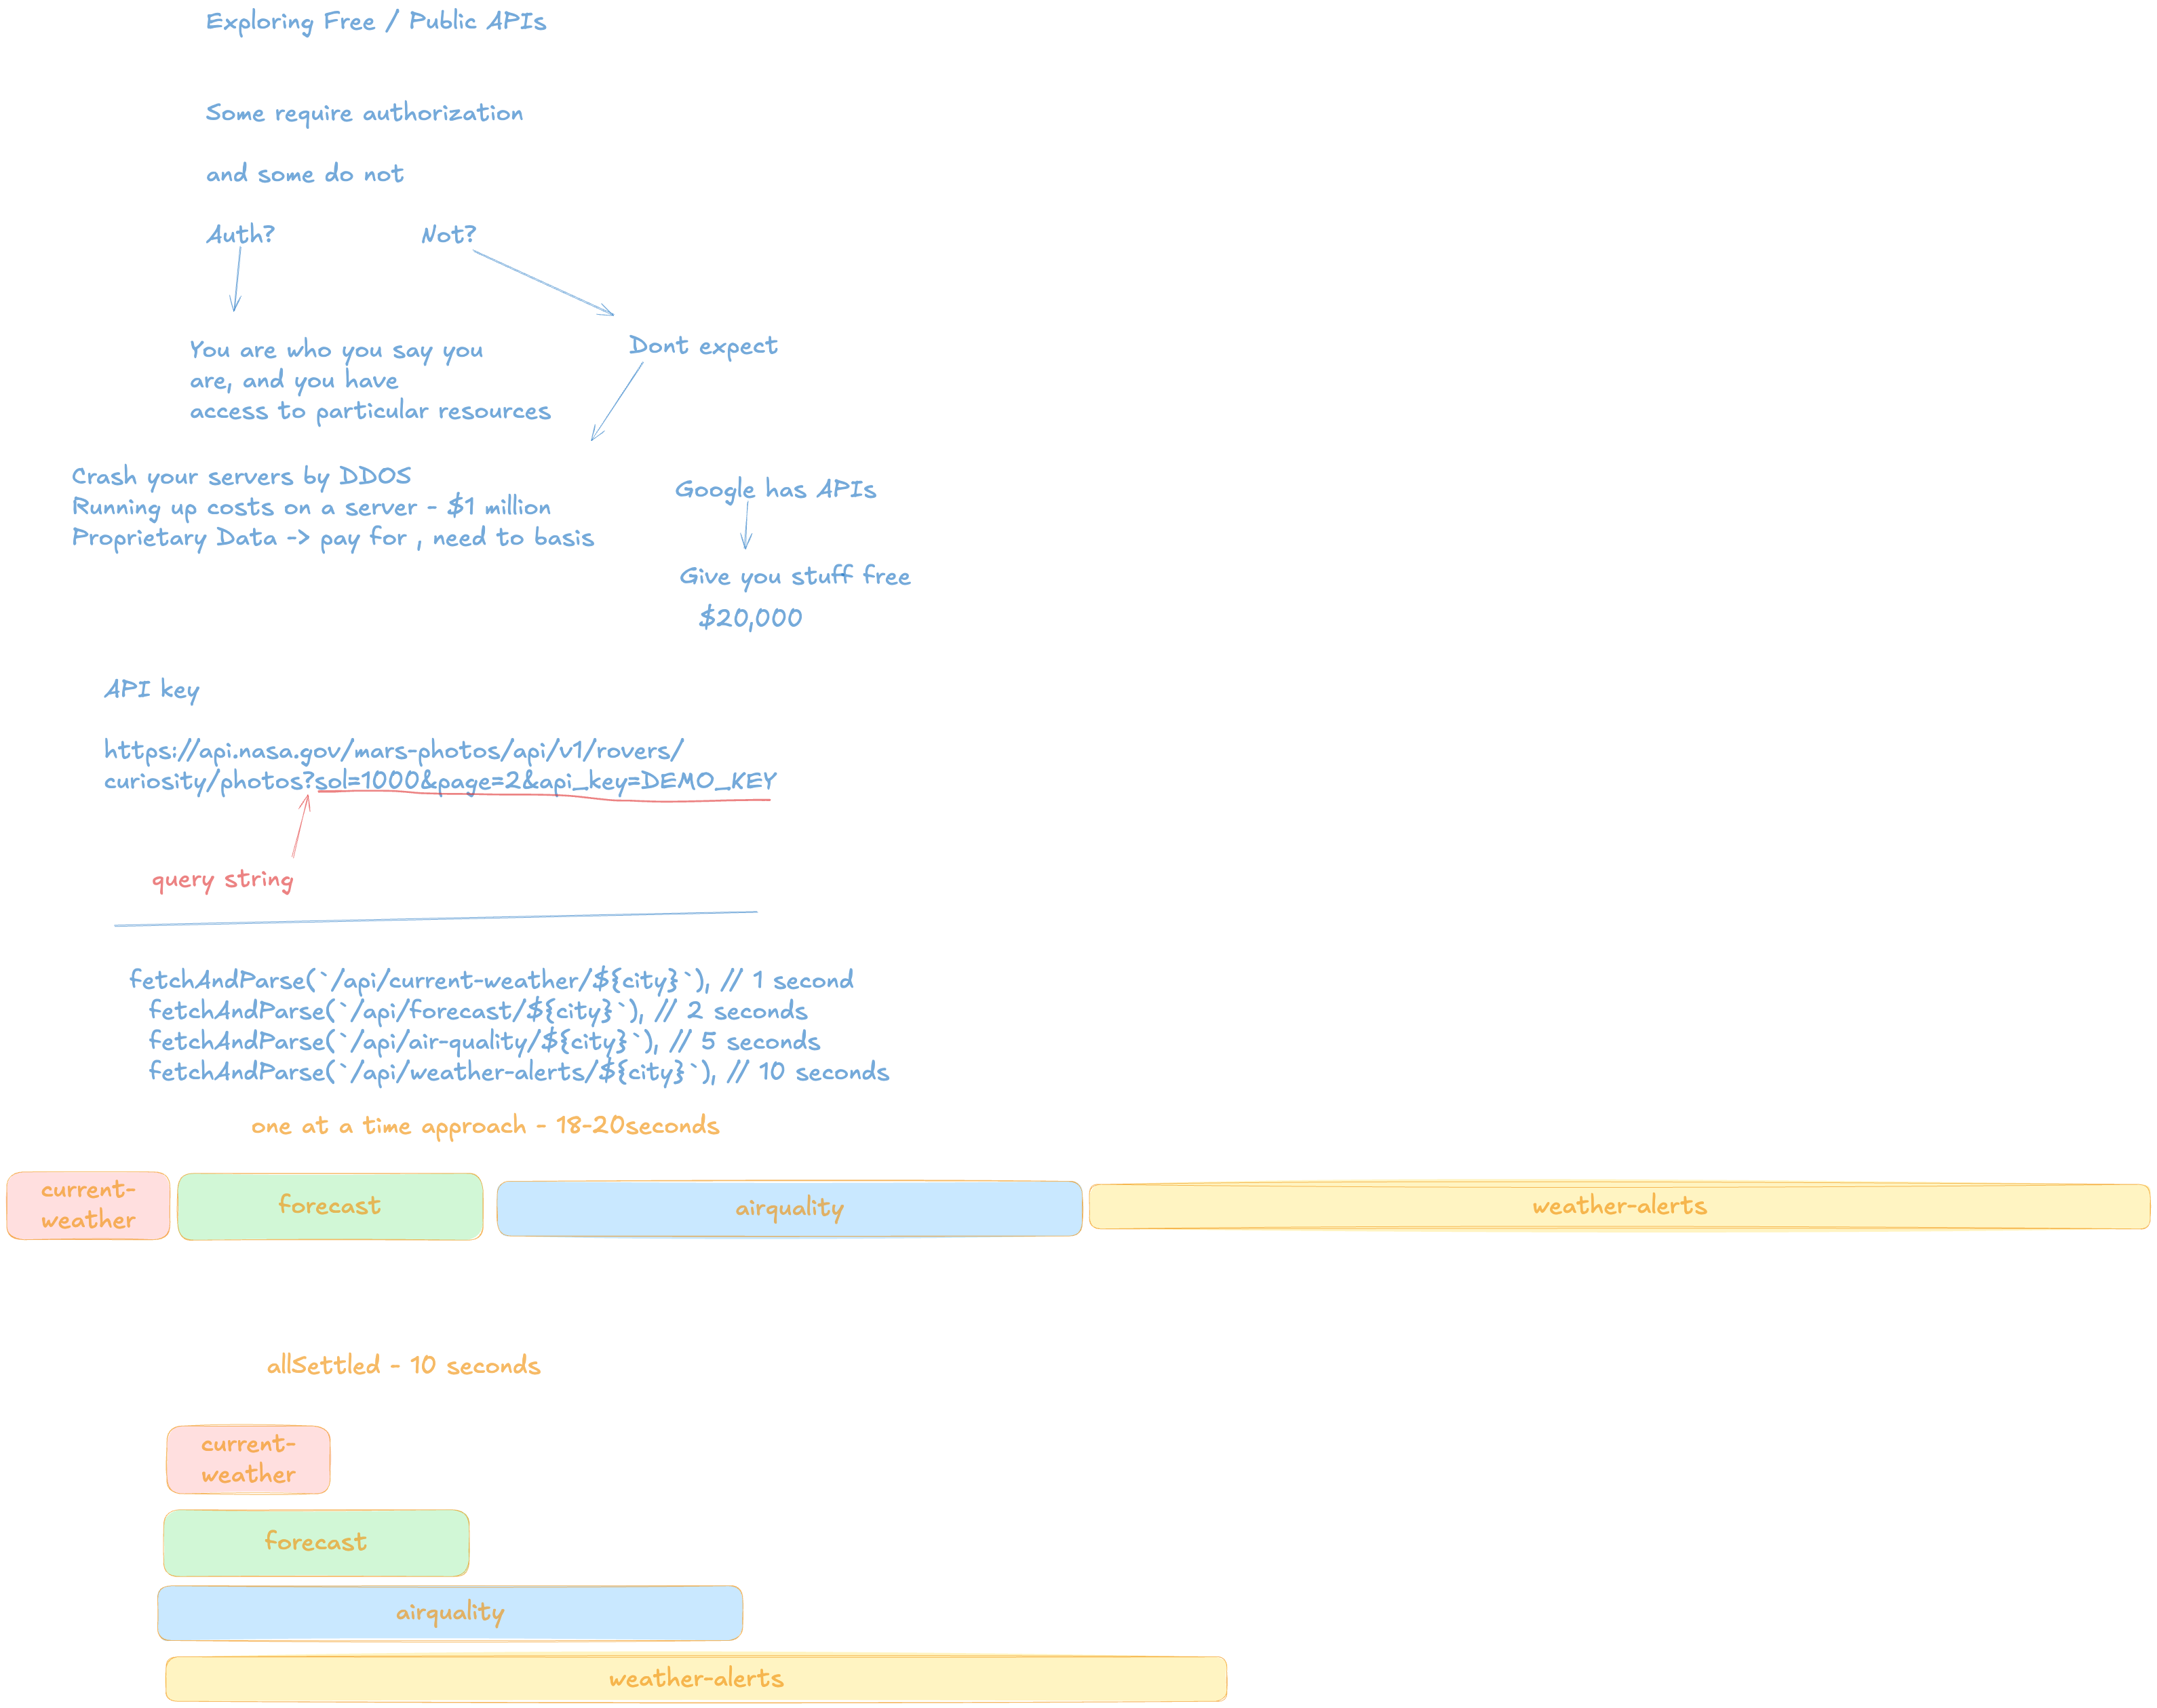 Exploring Free / Public APIs
Some require authorization
and some do not
Auth?
Not?
You are who you say you
are, and you have
access to particular resources
Dont expect
Crash your servers by DDOS
Running up costs on a server - $1 million
Proprietary Data -> pay for , need to basis
Google has APIs
Give you stuff free
$20,000
API key
https://api.nasa.gov/mars-photos/api/v1/rovers/
curiosity/photos?sol=1000&page=2&api_key=DEMO_KEY
query string
fetchAndParse(`/api/current-weather/${city}`), // 1 second
fetchAndParse(`/api/forecast/${city}`), // 2 seconds
fetchAndParse(`/api/air-quality/${city}`), // 5 seconds
fetchAndParse(`/api/weather-alerts/${city}`), // 10 seconds
one at a time approach - 18-20seconds
current-
weather
forecast
airquality
weather-alerts
allSettled - 10 seconds
current-
weather
forecast
airquality
weather-alerts